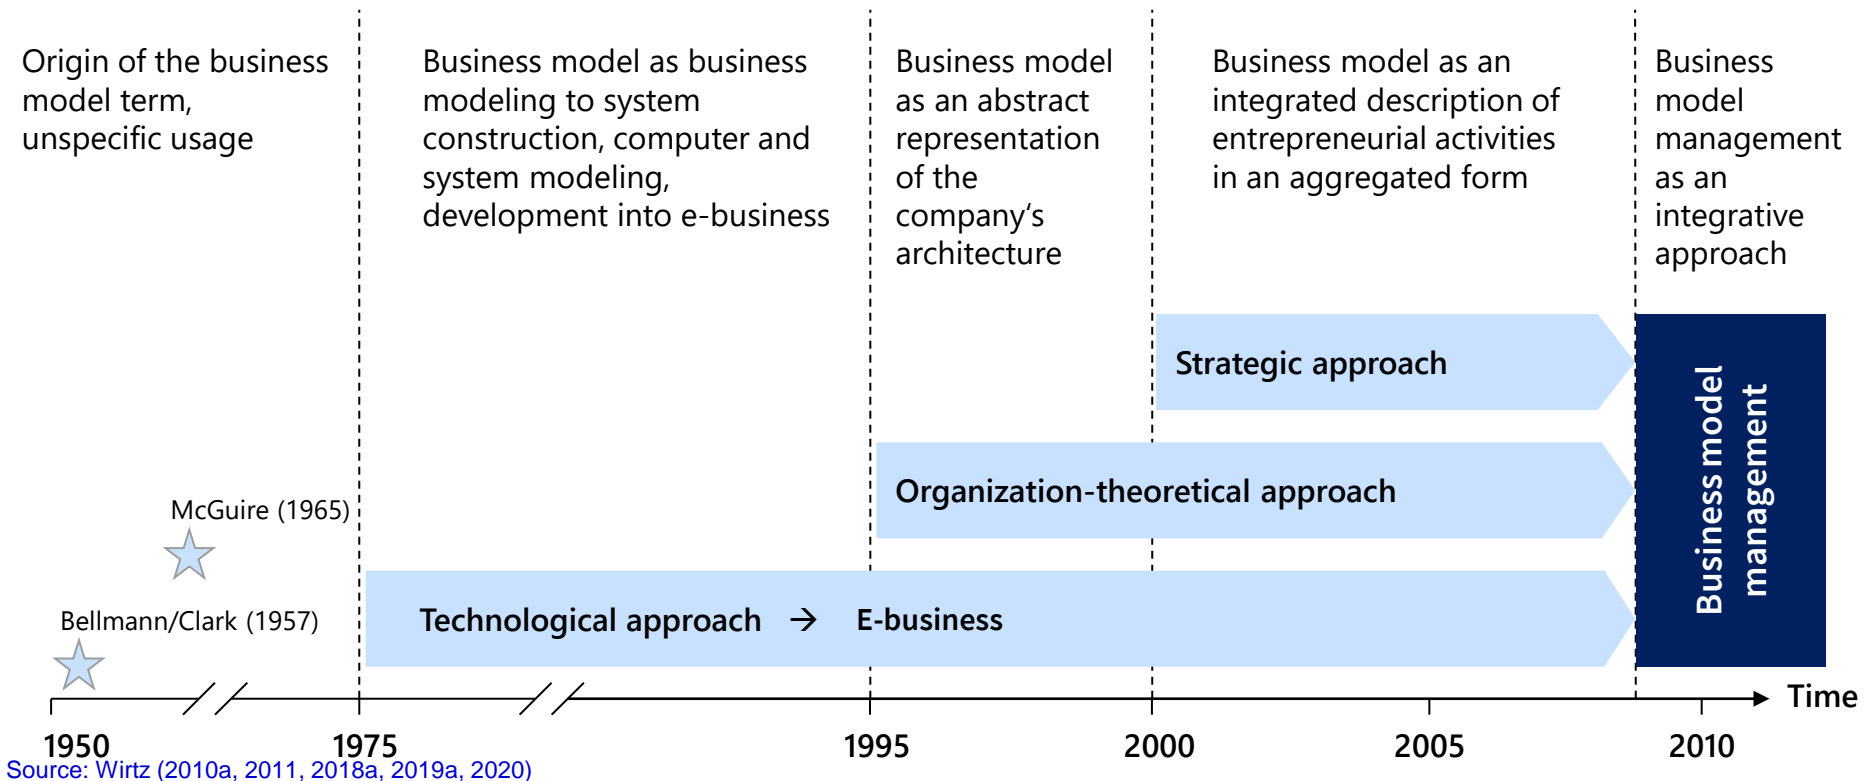 Origin of the business
model term,
unspecific usage
Business model as business
modeling to system
construction, computer and
system modeling,
development into e-business
Business model
as an abstract
representation
of the
company‘s
architecture
Business model as an
integrated description of
entrepreneurial activities
in an aggregated form
Business
model
management
as an
integrative
approach
Strategic approach
Organization-theoretical approach
McGuire (1965)
Bellmann/Clark (1957)
Technological approach → E-business
Business model
management
Time
1950 1975 1995 2000 2005 2010
Source: Wirtz (2010a, 2011, 2018a, 2019a, 2020)